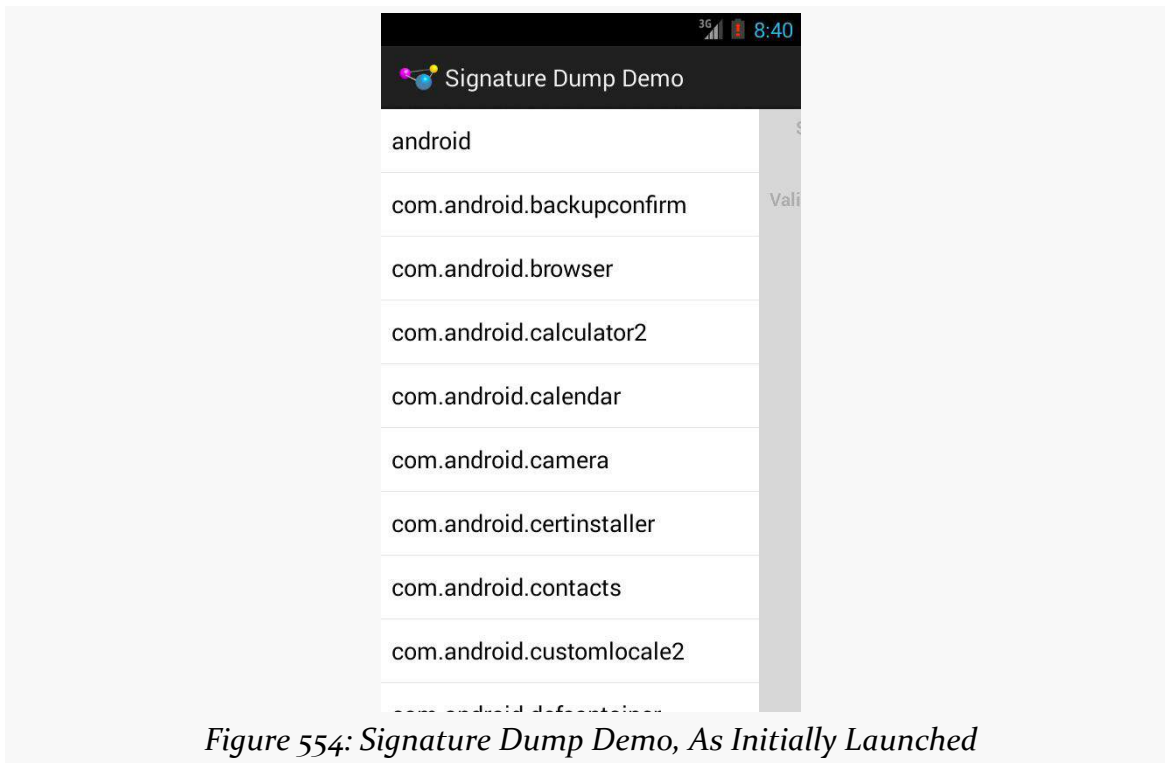 3G 8:40
Signature Dump Demo
android
com.android.backupconfirm
Vali
com.android.browser
com.android.calculator2
com.android.calendar
com.android.camera
com.android.certinstaller
com.android.contacts
com.android.customlocale2
Figure 554: Signature Dump Demo, As Initially Launched